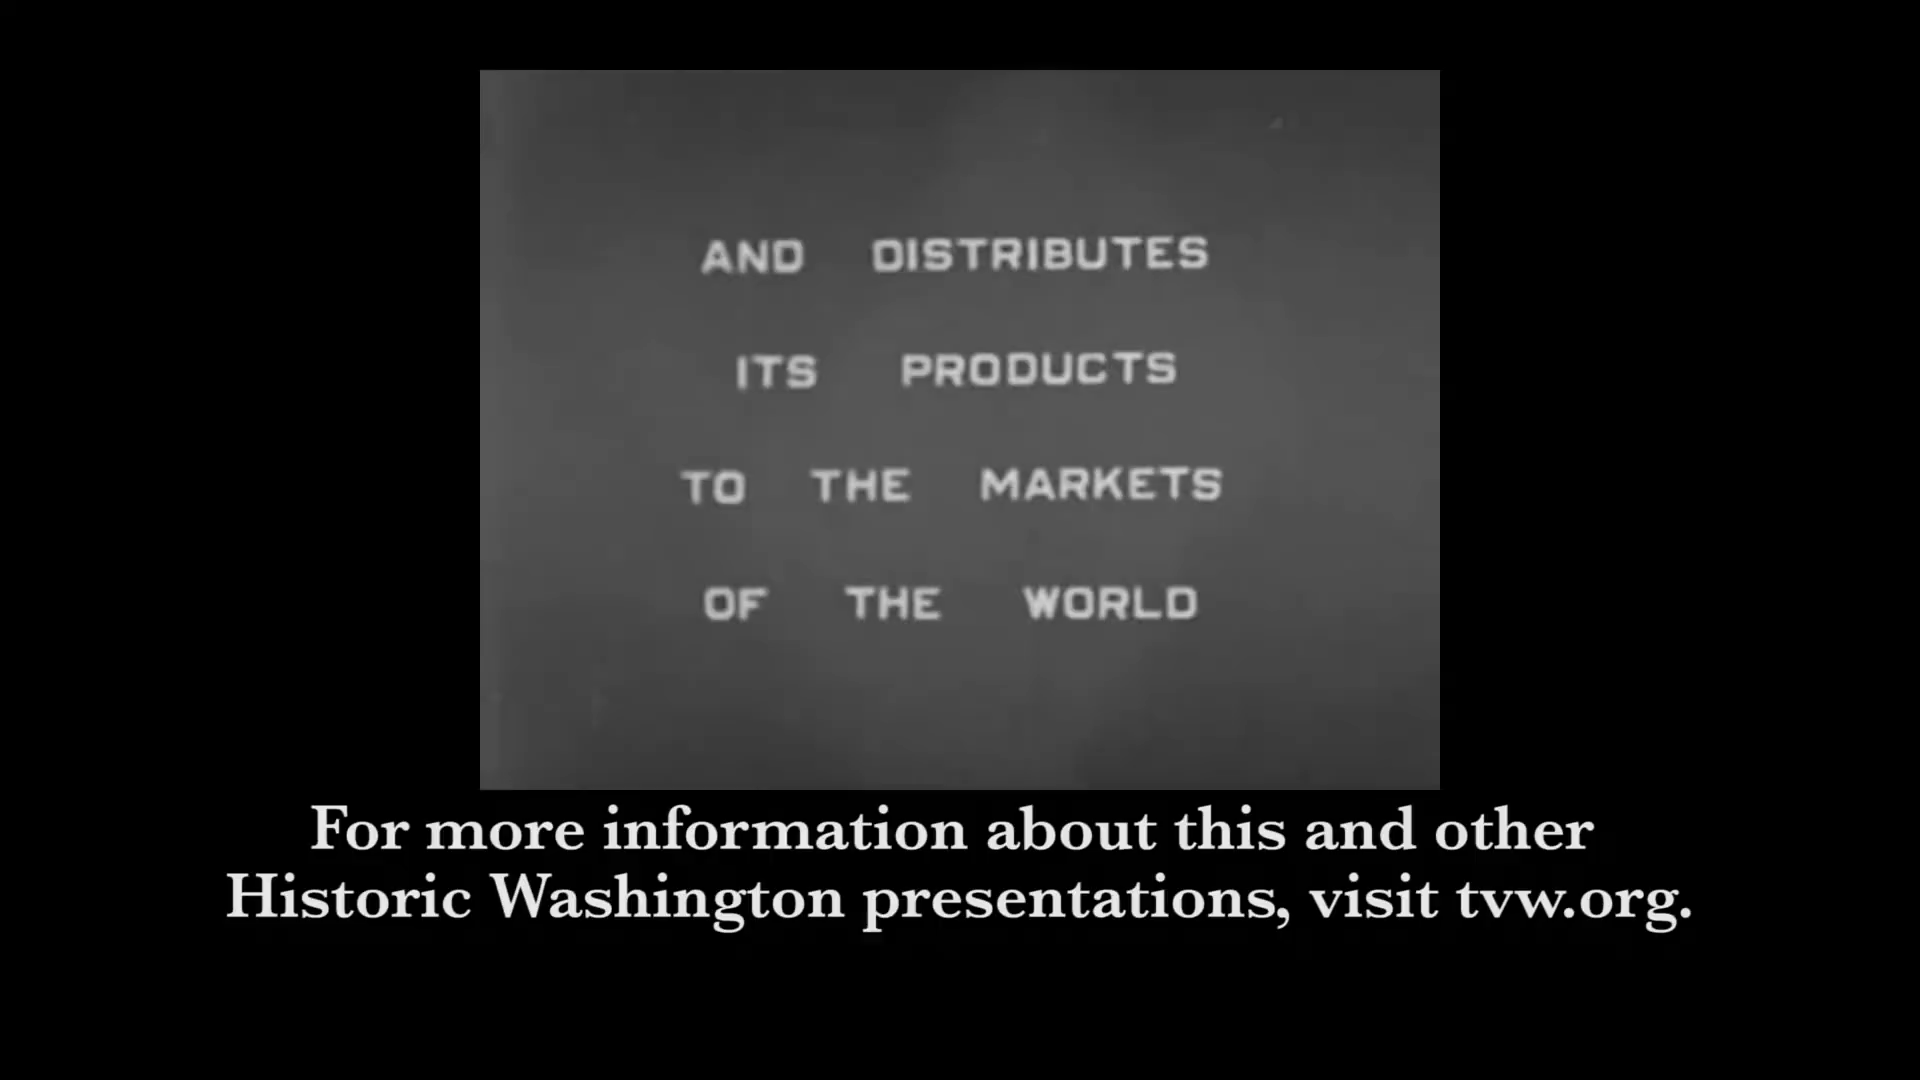 AND DISTRIBUTES
ITS PRODUCTS
TO THE MARKETS
OF THE WORLD
For more information about this and other
Historic Washington presentations, visit tvw.org.